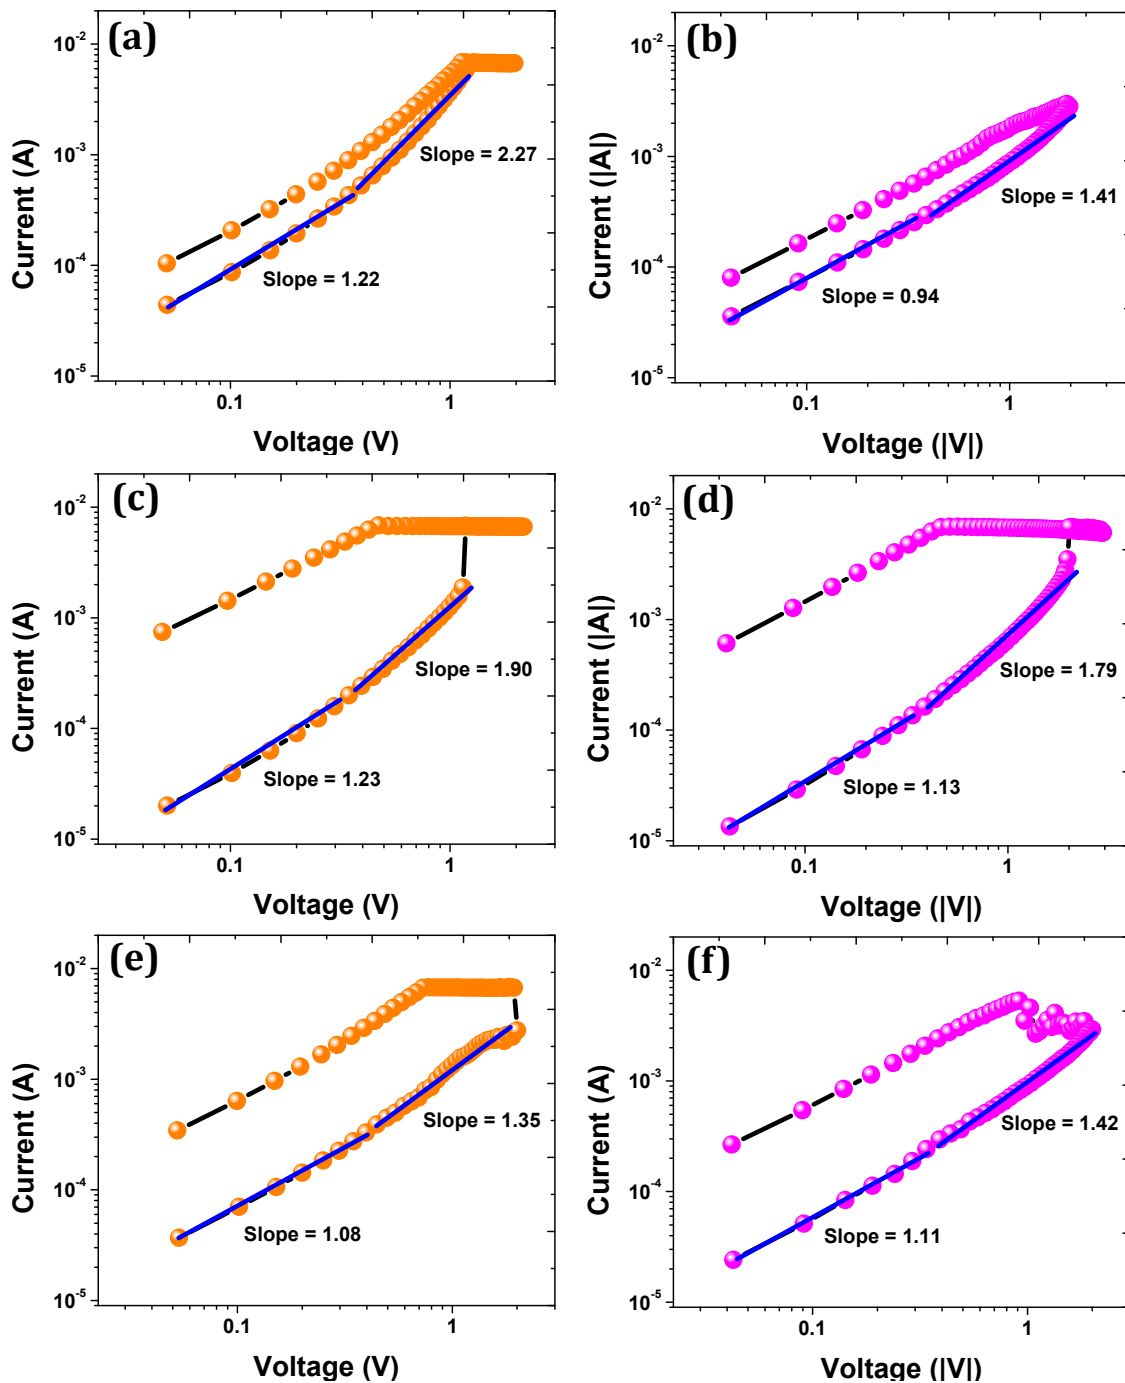 (a)
Current (A)
10⁻²
10⁻³
10⁻⁴
10⁻⁵
Slope = 2.27
Slope = 1.22
0.1
1
Voltage (V)
(b)
Current (|A|)
10⁻²
10⁻³
10⁻⁴
10⁻⁵
Slope = 1.41
Slope = 0.94
0.1
1
Voltage (|V|)
(c)
Current (A)
10⁻²
10⁻³
10⁻⁴
10⁻⁵
Slope = 1.90
Slope = 1.23
0.1
1
Voltage (V)
(d)
Current (|A|)
10⁻²
10⁻³
10⁻⁴
10⁻⁵
Slope = 1.79
Slope = 1.13
0.1
1
Voltage (|V|)
(e)
Current (A)
10⁻²
10⁻³
10⁻⁴
10⁻⁵
Slope = 1.35
Slope = 1.08
0.1
1
Voltage (V)
(f)
Current (A)
10⁻²
10⁻³
10⁻⁴
10⁻⁵
Slope = 1.42
Slope = 1.11
0.1
1
Voltage (|V|)